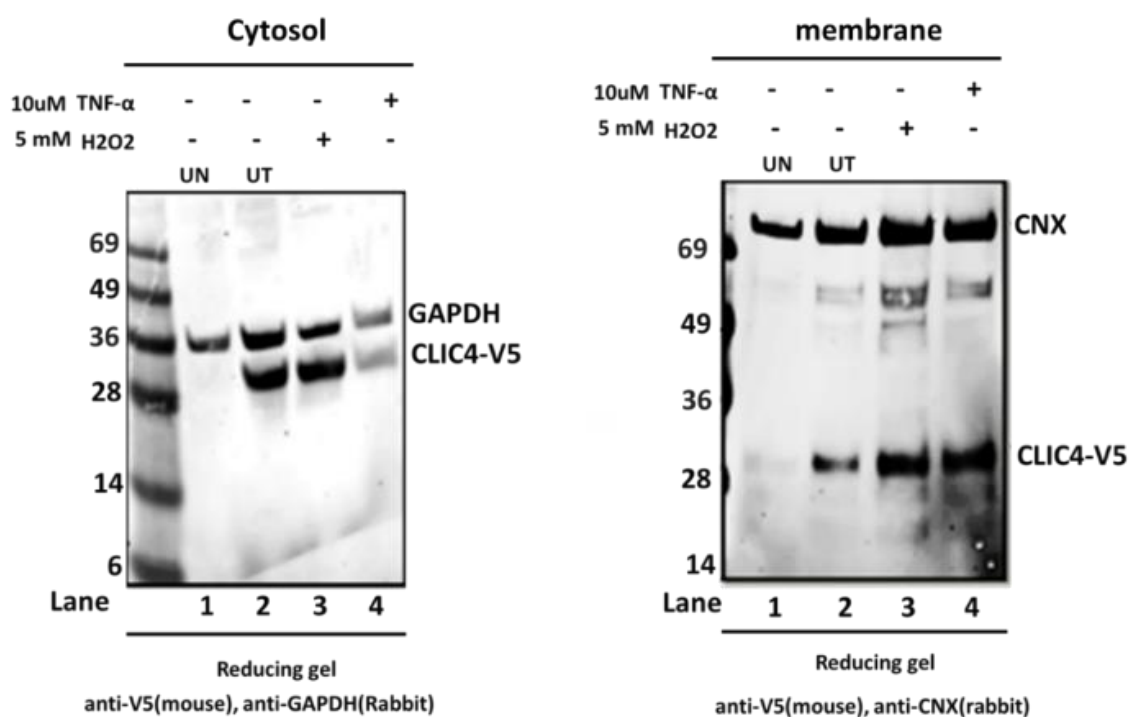 Cytosol
10uM TNF-α - - - +
5 mM H2O2 - - + -
UN UT
69
49
36
28
14
6
GAPDH
CLIC4-V5
Lane 1 2 3 4
Reducing gel
anti-V5(mouse), anti-GAPDH(Rabbit)
membrane
10uM TNF-α - - - +
5 mM H2O2 - - + -
UN UT
69
49
36
28
14
CNX
CLIC4-V5
Lane 1 2 3 4
Reducing gel
anti-V5(mouse), anti-CNX(rabbit)